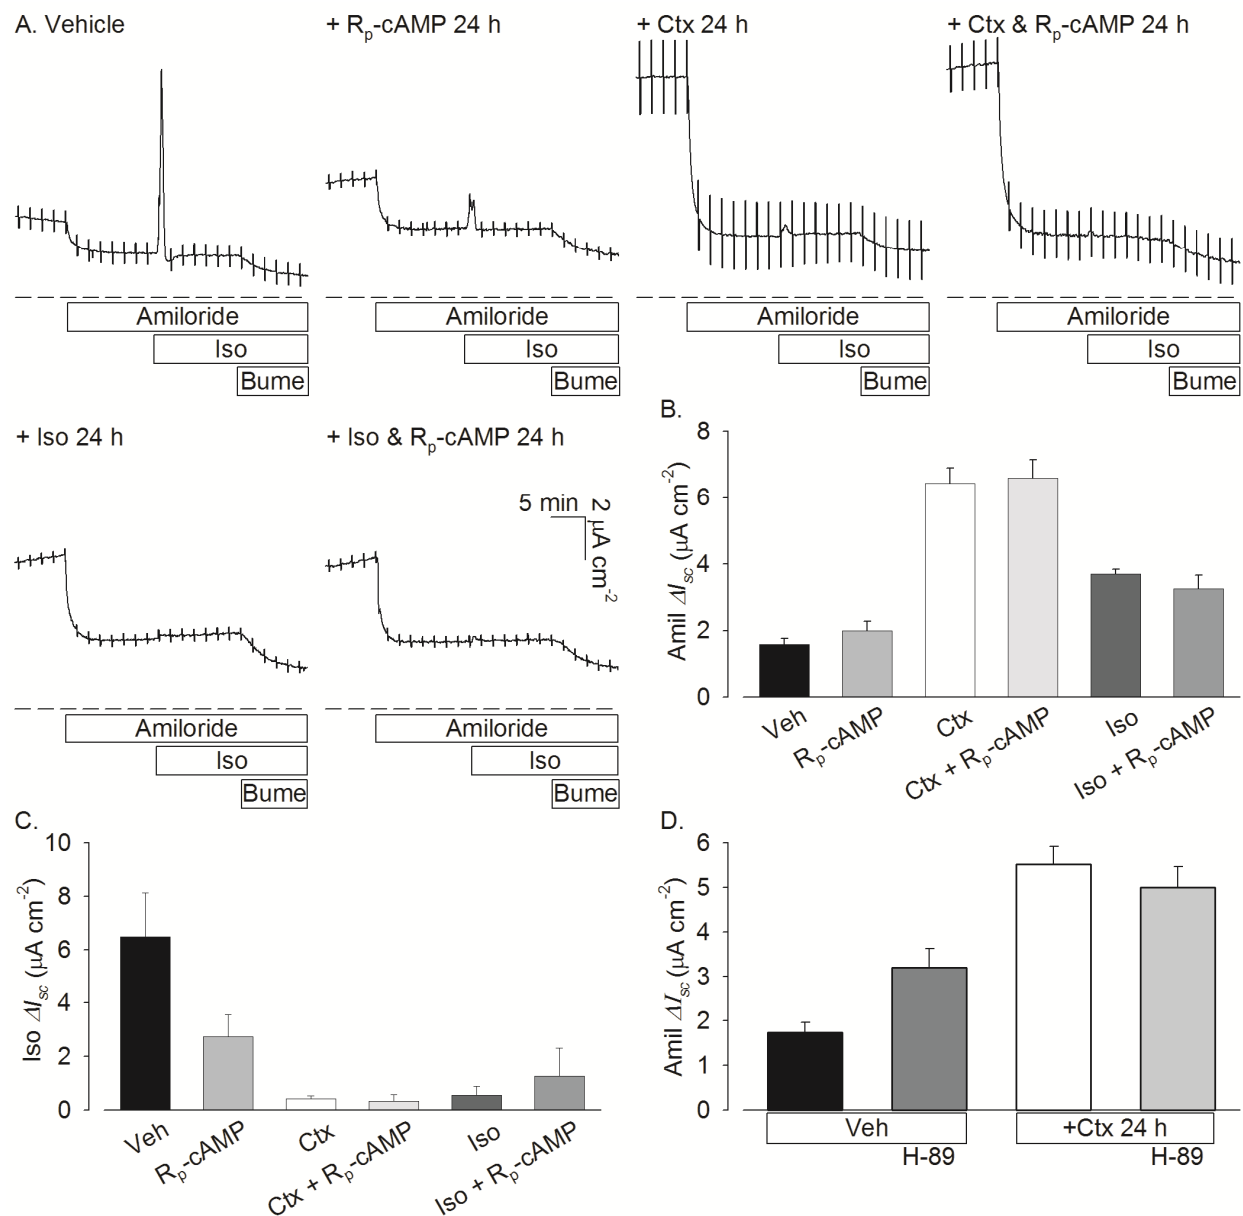 A. Vehicle
+ Rp-cAMP 24 h
+ Ctx 24 h
+ Ctx & Rp-cAMP 24 h
Amiloride
Iso
Bume
Amiloride
Iso
Bume
Amiloride
Iso
Bume
Amiloride
Iso
Bume
+ Iso 24 h
+ Iso & Rp-cAMP 24 h
5 min
2 µA cm-2
Amiloride
Iso
Bume
Amiloride
Iso
Bume
B.
Amil ΔIsc (µA cm-2)
8
6
4
2
0
Veh
Rp-cAMP
Ctx
Ctx + Rp-cAMP
Iso
Iso + Rp-cAMP
C.
Iso ΔIsc (µA cm-2)
10
8
6
4
2
0
Veh
Rp-cAMP
Ctx
Ctx + Rp-cAMP
Iso
Iso + Rp-cAMP
D.
Amil ΔIsc (µA cm-2)
6
5
4
3
2
1
0
Veh
+Ctx 24 h
H-89
H-89